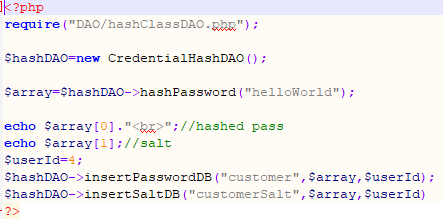 <?php
require("DAO/hashClassDAO.php");
$hashDAO=new CredentialHashDAO();
$array=$hashDAO->hashPassword("helloWorld");
echo $array[0]."<br>";//hashed pass
echo $array[1];//salt
$userId=4;
$hashDAO->insertPasswordDB("customer",$array,$userId);
$hashDAO->insertSaltDB("customerSalt",$array,$userId)
?>